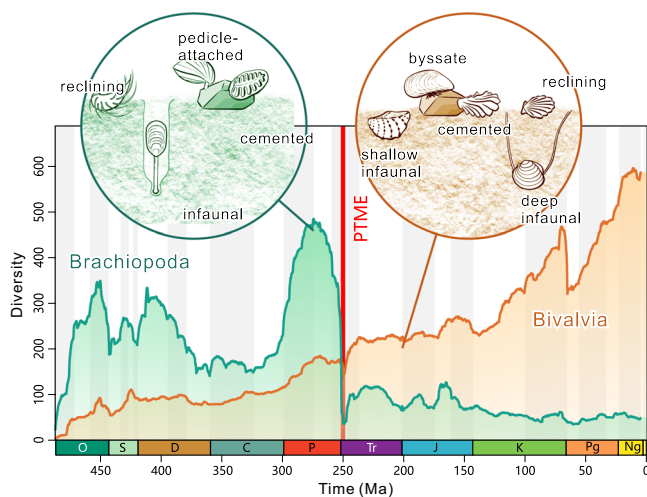 pedicle-
attached
reclining
cemented
infaunal
byssate
reclining
cemented
shallow
infaunal
deep
infaunal
PTME
Brachiopoda
Bivalvia
Diversity
600
500
400
300
200
100
0
O S D C P Tr J K Pg Ng
450 400 350 300 250 200 150 100 50 0
Time (Ma)